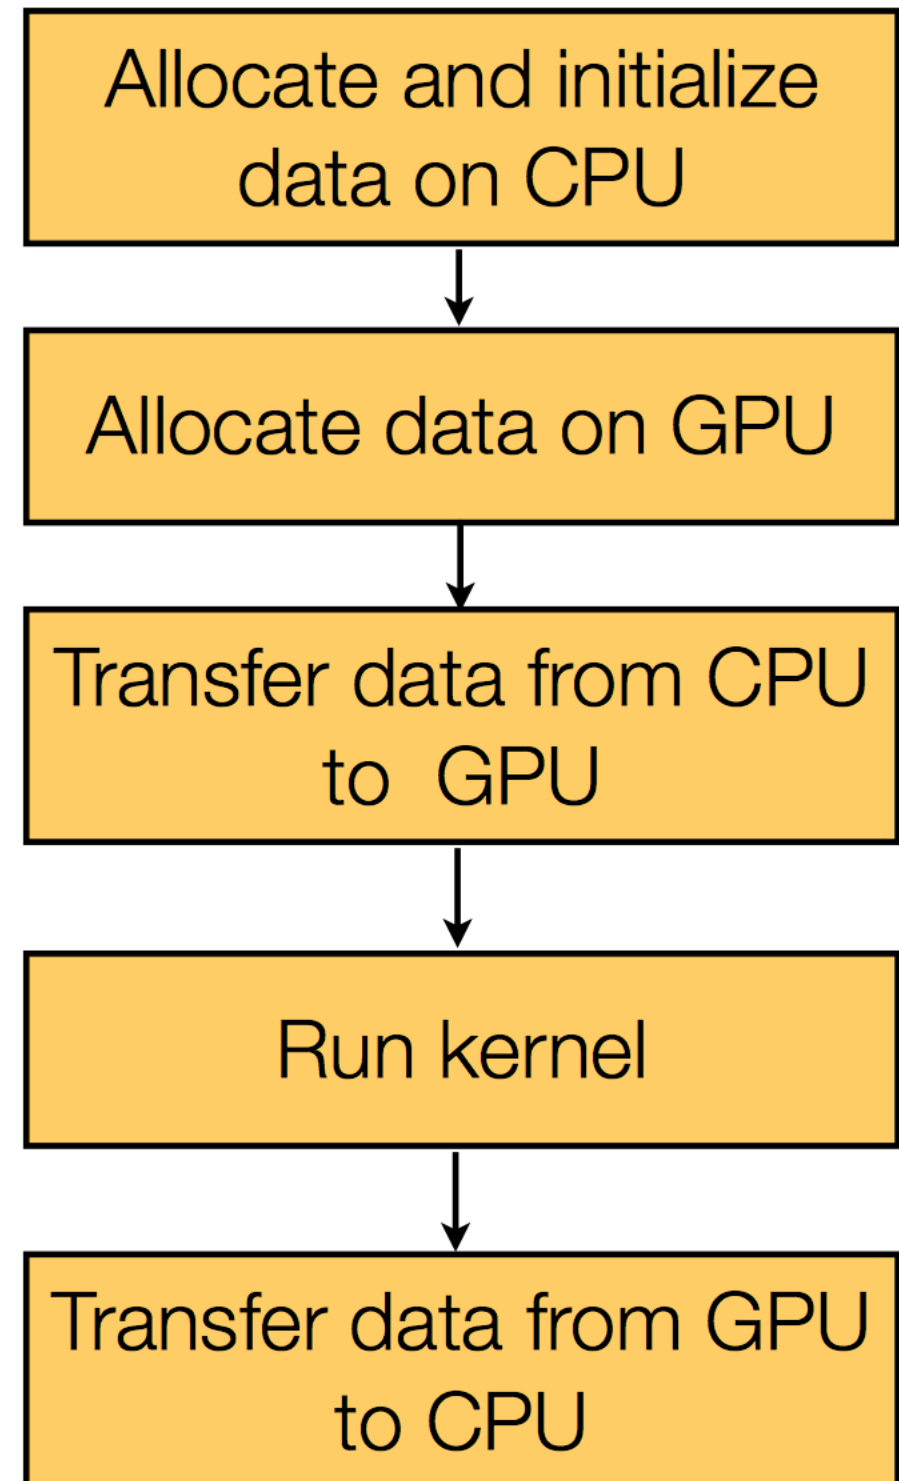 Allocate and initialize
data on CPU
Allocate data on GPU
Transfer data from CPU
to  GPU
Run kernel
Transfer data from GPU
to CPU